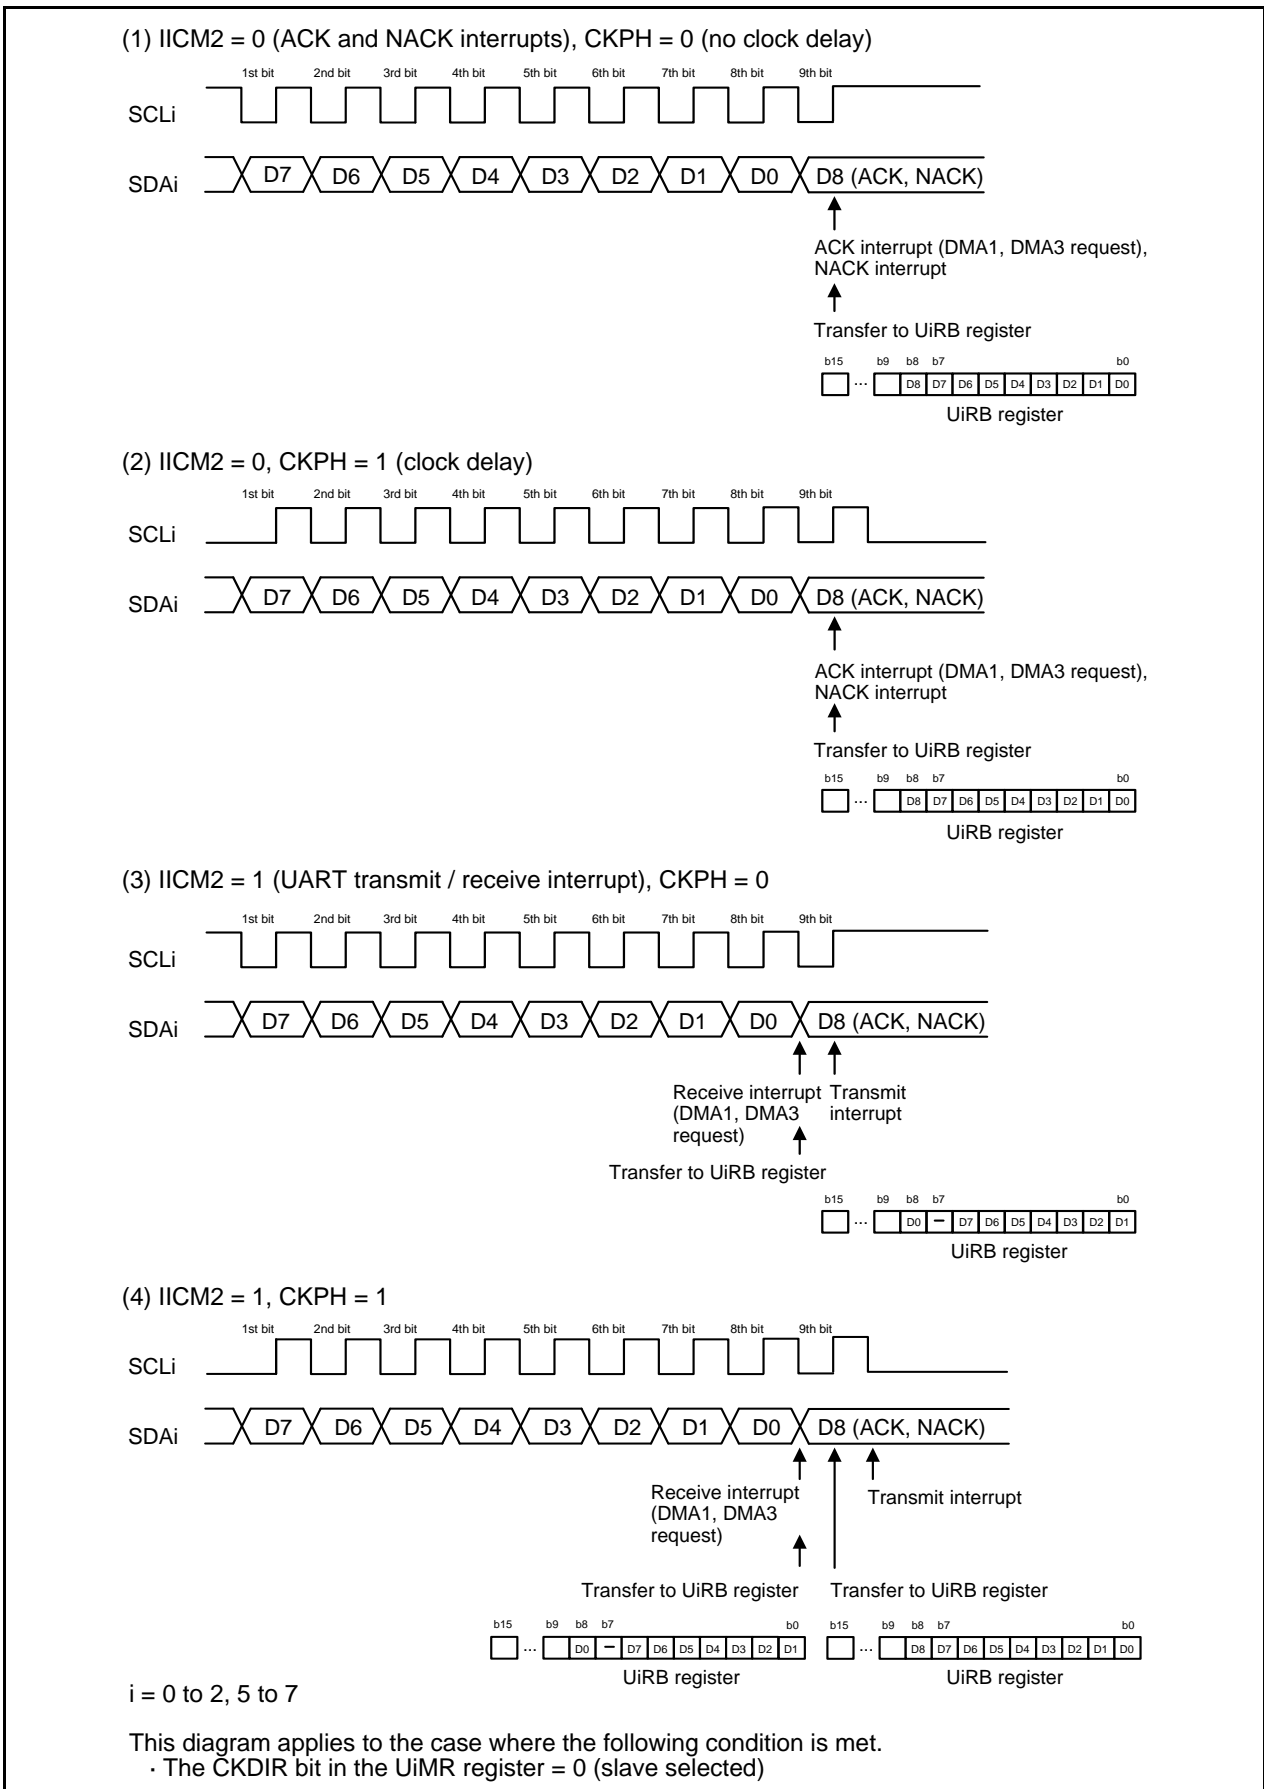 (1) IICM2 = 0 (ACK and NACK interrupts), CKPH = 0 (no clock delay)
1st bit 2nd bit 3rd bit 4th bit 5th bit 6th bit 7th bit 8th bit 9th bit
SCLi
SDAi D7 D6 D5 D4 D3 D2 D1 D0 D8 (ACK, NACK)
ACK interrupt (DMA1, DMA3 request),
NACK interrupt
Transfer to UiRB register
b15 b9 b8 b7 b0
... D8 D7 D6 D5 D4 D3 D2 D1 D0
UiRB register
(2) IICM2 = 0, CKPH = 1 (clock delay)
1st bit 2nd bit 3rd bit 4th bit 5th bit 6th bit 7th bit 8th bit 9th bit
SCLi
SDAi D7 D6 D5 D4 D3 D2 D1 D0 D8 (ACK, NACK)
ACK interrupt (DMA1, DMA3 request),
NACK interrupt
Transfer to UiRB register
b15 b9 b8 b7 b0
... D8 D7 D6 D5 D4 D3 D2 D1 D0
UiRB register
(3) IICM2 = 1 (UART transmit / receive interrupt), CKPH = 0
1st bit 2nd bit 3rd bit 4th bit 5th bit 6th bit 7th bit 8th bit 9th bit
SCLi
SDAi D7 D6 D5 D4 D3 D2 D1 D0 D8 (ACK, NACK)
Receive interrupt Transmit
(DMA1, DMA3 interrupt
request)
Transfer to UiRB register
b15 b9 b8 b7 b0
... D0 – D7 D6 D5 D4 D3 D2 D1
UiRB register
(4) IICM2 = 1, CKPH = 1
1st bit 2nd bit 3rd bit 4th bit 5th bit 6th bit 7th bit 8th bit 9th bit
SCLi
SDAi D7 D6 D5 D4 D3 D2 D1 D0 D8 (ACK, NACK)
Receive interrupt Transmit interrupt
(DMA1, DMA3
request)
Transfer to UiRB register Transfer to UiRB register
b15 b9 b8 b7 b0 b15 b9 b8 b7 b0
... D0 – D7 D6 D5 D4 D3 D2 D1 ... D8 D7 D6 D5 D4 D3 D2 D1 D0
UiRB register UiRB register
i = 0 to 2, 5 to 7
This diagram applies to the case where the following condition is met.
· The CKDIR bit in the UiMR register = 0 (slave selected)